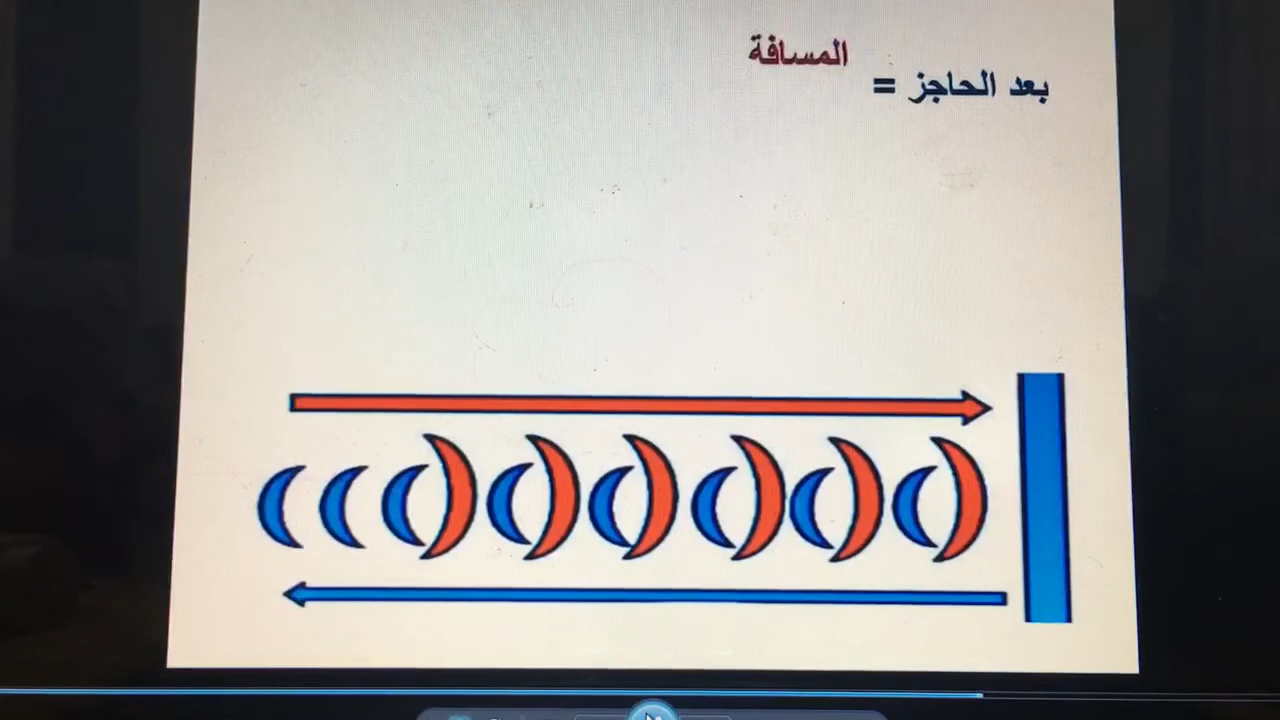 المسافة
بعد الحاجز =